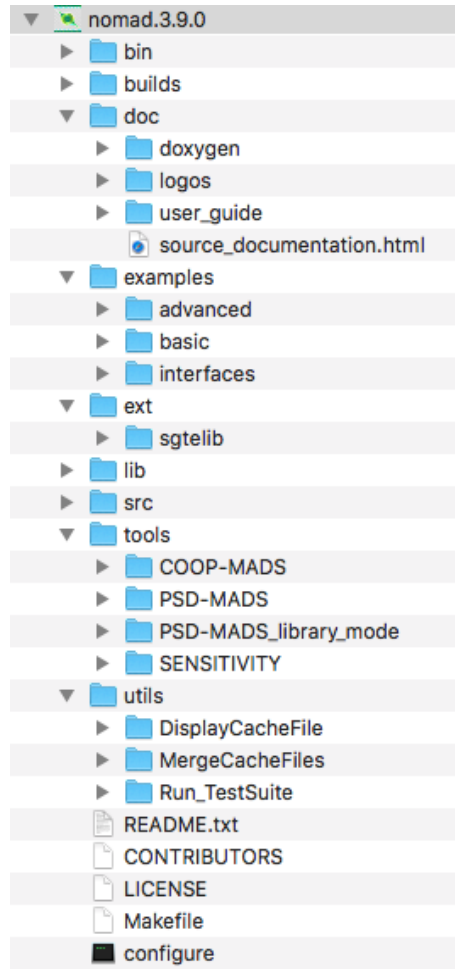 nomad.3.9.0
bin
builds
doc
doxygen
logos
user_guide
source_documentation.html
examples
advanced
basic
interfaces
ext
sgtelib
lib
src
tools
COOP-MADS
PSD-MADS
PSD-MADS_library_mode
SENSITIVITY
utils
DisplayCacheFile
MergeCacheFiles
Run_TestSuite
README.txt
CONTRIBUTORS
LICENSE
Makefile
configure